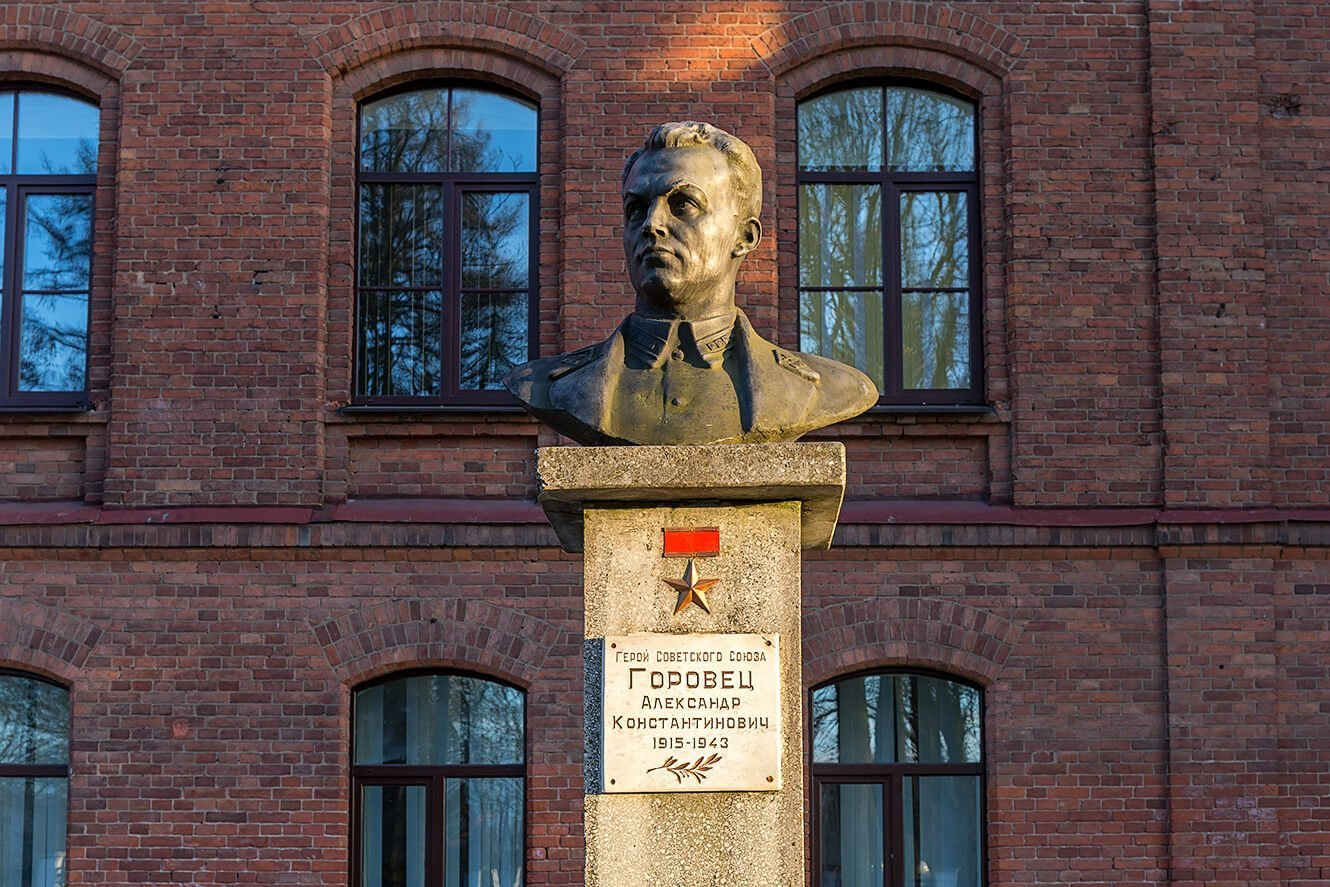 Герой Советского Союза
Горовец
Александр
Константинович
1915-1943